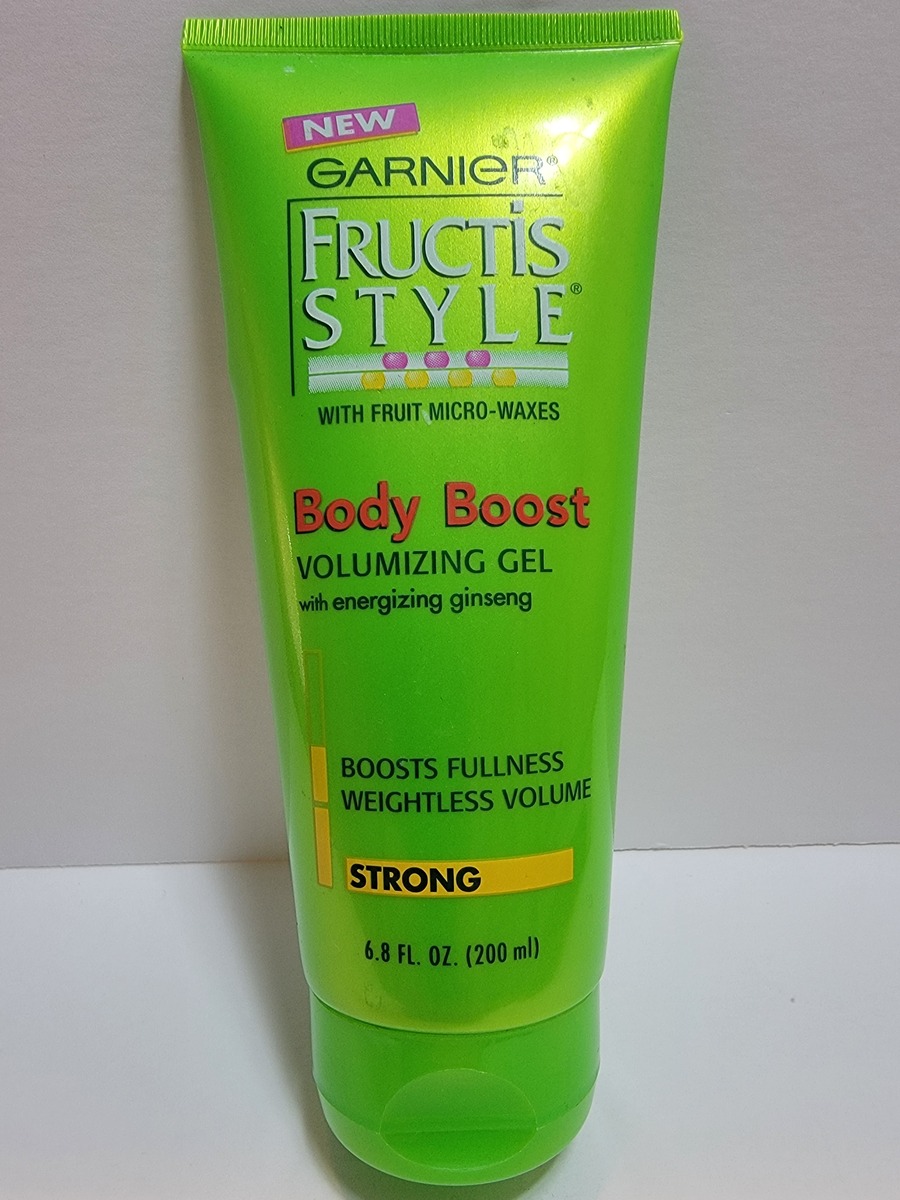 NEW
GARNIER®
FRUCTIS
STYLE®
WITH FRUIT MICRO-WAXES
Body Boost
VOLUMIZING GEL
with energizing ginseng
BOOSTS FULLNESS
WEIGHTLESS VOLUME
STRONG
6.8 FL. OZ. (200 ml)